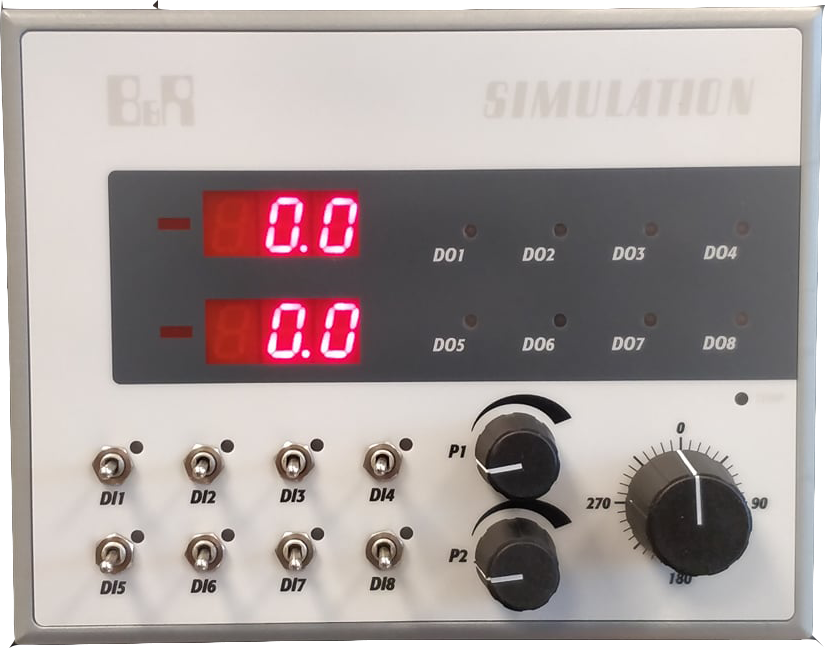 B&R SIMULATION
0.0
DO1 DO2 DO3 DO4
0.0
DO5 DO6 DO7 DO8
0
P1
DI1 DI2 DI3 DI4
270 90
P2
DI5 DI6 DI7 DI8
180